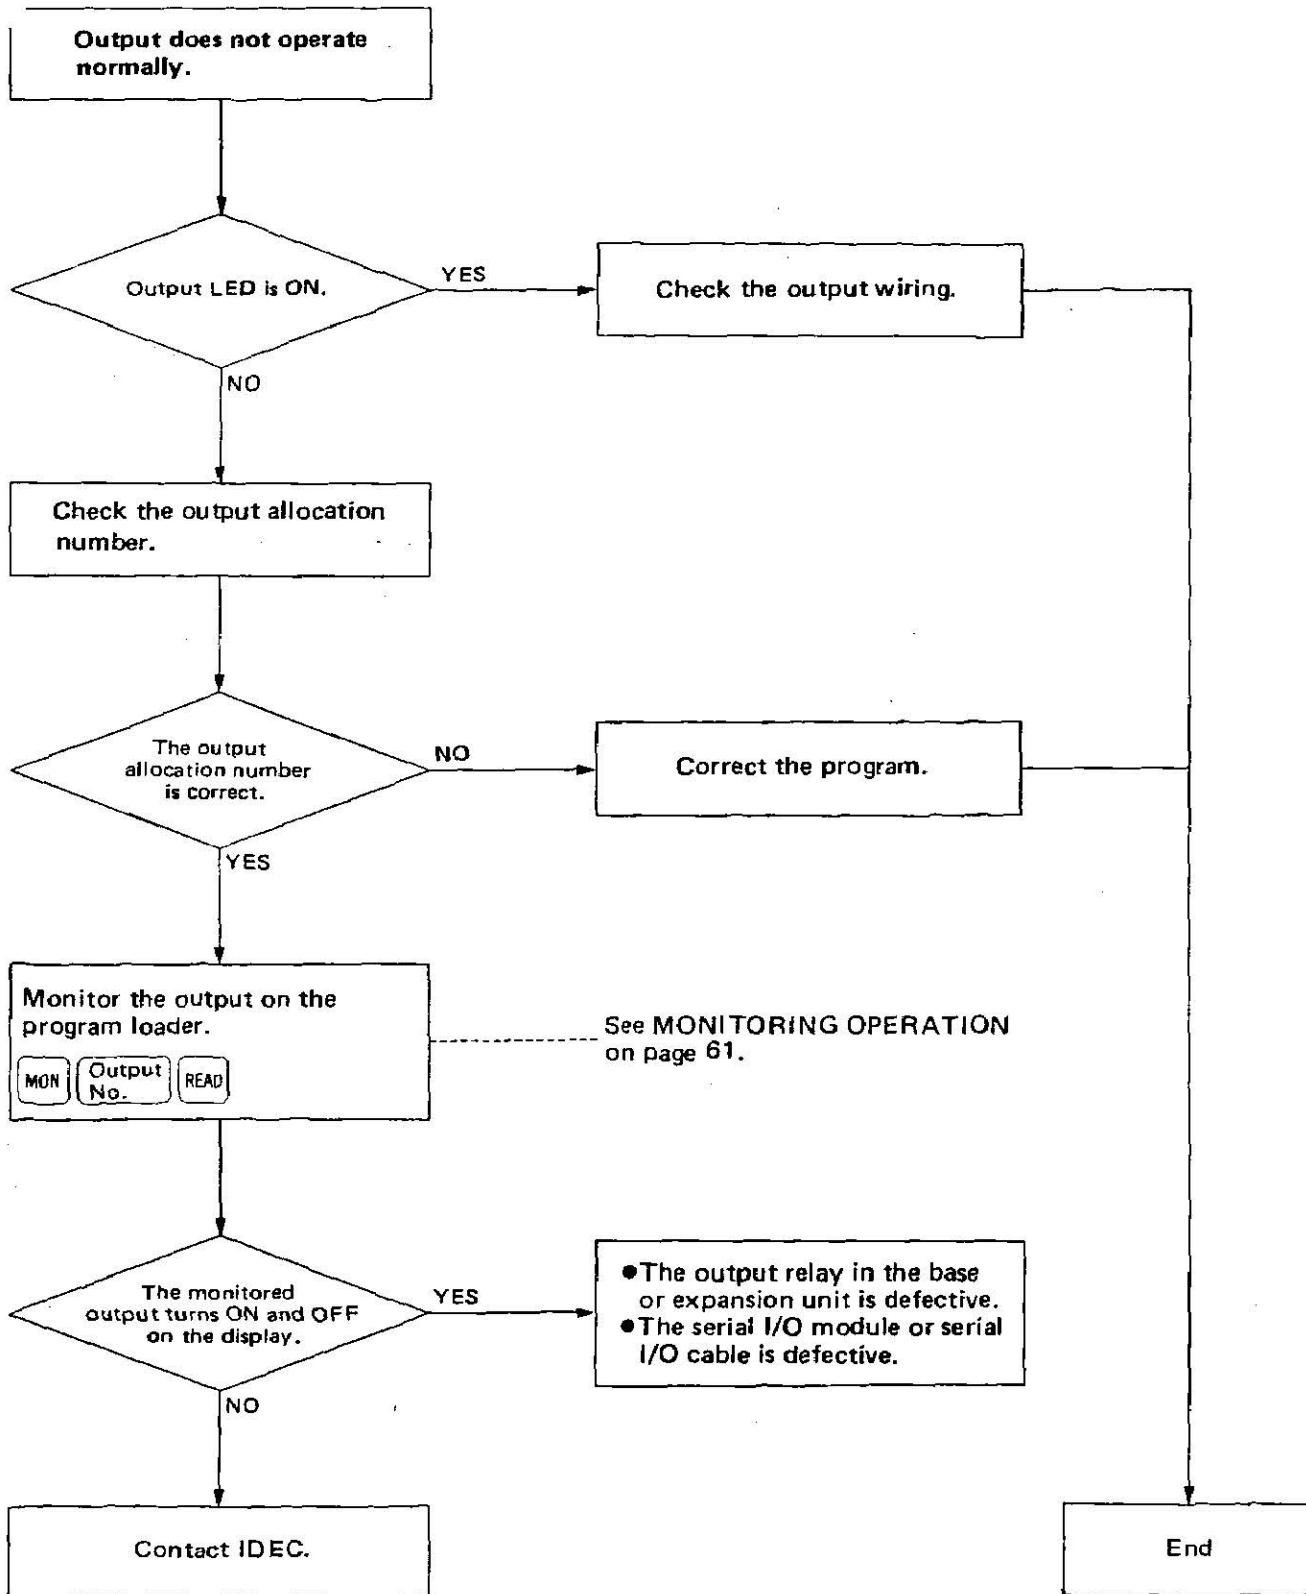 Output does not operate
normally.
Output LED is ON.
YES
Check the output wiring.
NO
Check the output allocation
number.
The output
allocation number
is correct.
NO
Correct the program.
YES
Monitor the output on the
program loader.
MON
Output
No.
READ
See MONITORING OPERATION
on page 61.
The monitored
output turns ON and OFF
on the display.
YES
●The output relay in the base
or expansion unit is defective.
●The serial I/O module or serial
I/O cable is defective.
NO
Contact IDEC.
End